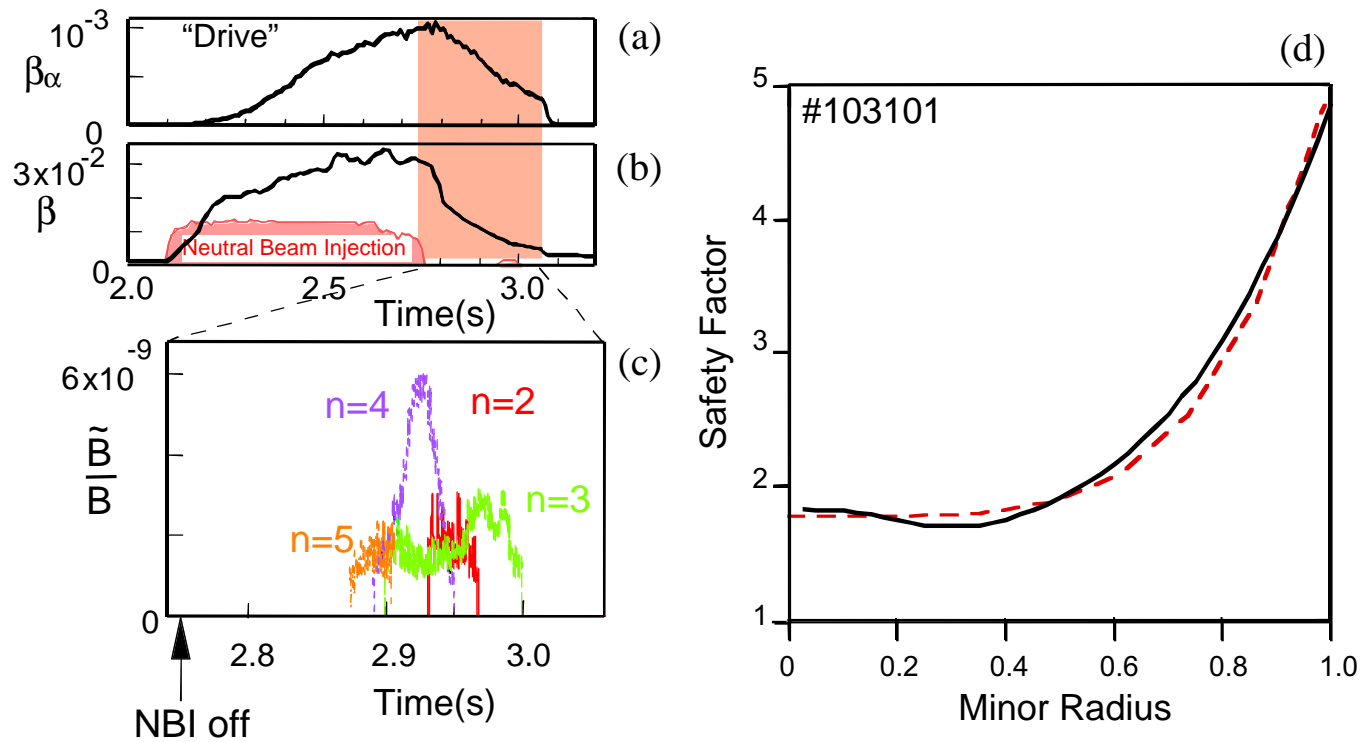 (a)
10-3
"Drive"
βα
0
(b)
3x10-2
β
Neutral Beam Injection
0
2.0 2.5 3.0
Time(s)
(c)
-9
6x10
n=4 n=2
B̃
B
n=3
n=5
0
2.8 2.9 3.0
Time(s)
NBI off
(d)
#103101
5
4
3
2
1
Safety Factor
0 0.2 0.4 0.6 0.8 1.0
Minor Radius